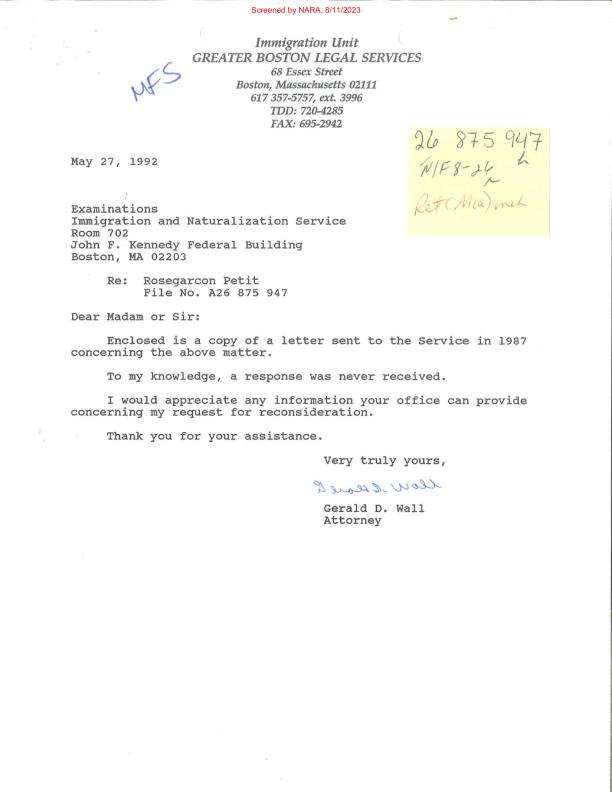 Screened by NARA, 8/11/2023
Immigration Unit
GREATER BOSTON LEGAL SERVICES
68 Essex Street
Boston, Massachusetts 02111
617 357-5757, ext. 3996
TDD: 720-4285
FAX: 695-2942
MFS
26 875 947
N/F 8-26
Ret (Mia)
May 27, 1992
Examinations
Immigration and Naturalization Service
Room 702
John F. Kennedy Federal Building
Boston, MA 02203
Re: Rosegarcon Petit
File No. A26 875 947
Dear Madam or Sir:
Enclosed is a copy of a letter sent to the Service in 1987
concerning the above matter.
To my knowledge, a response was never received.
I would appreciate any information your office can provide
concerning my request for reconsideration.
Thank you for your assistance.
Very truly yours,
Gerald D. Wall
Gerald D. Wall
Attorney